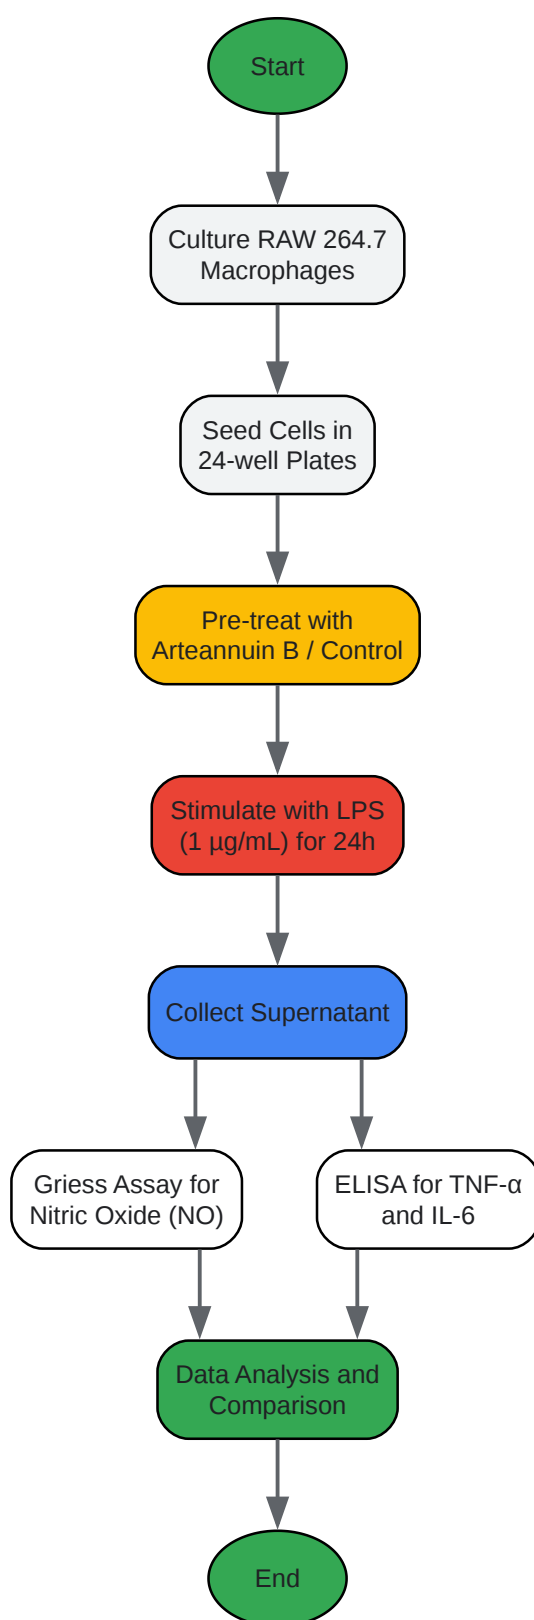 Start
Culture RAW 264.7
Macrophages
Seed Cells in
24-well Plates
Pre-treat with
Arteannuin B / Control
Stimulate with LPS
(1 µg/mL) for 24h
Collect Supernatant
Griess Assay for
Nitric Oxide (NO)
ELISA for TNF-α
and IL-6
Data Analysis and
Comparison
End